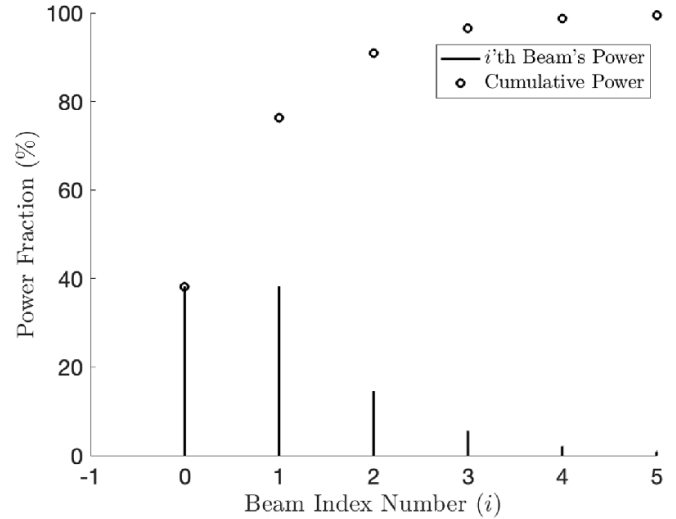 100
80
60
40
20
0
-1 0 1 2 3 4 5
Power Fraction (%)
Beam Index Number (i)
i'th Beam's Power
Cumulative Power